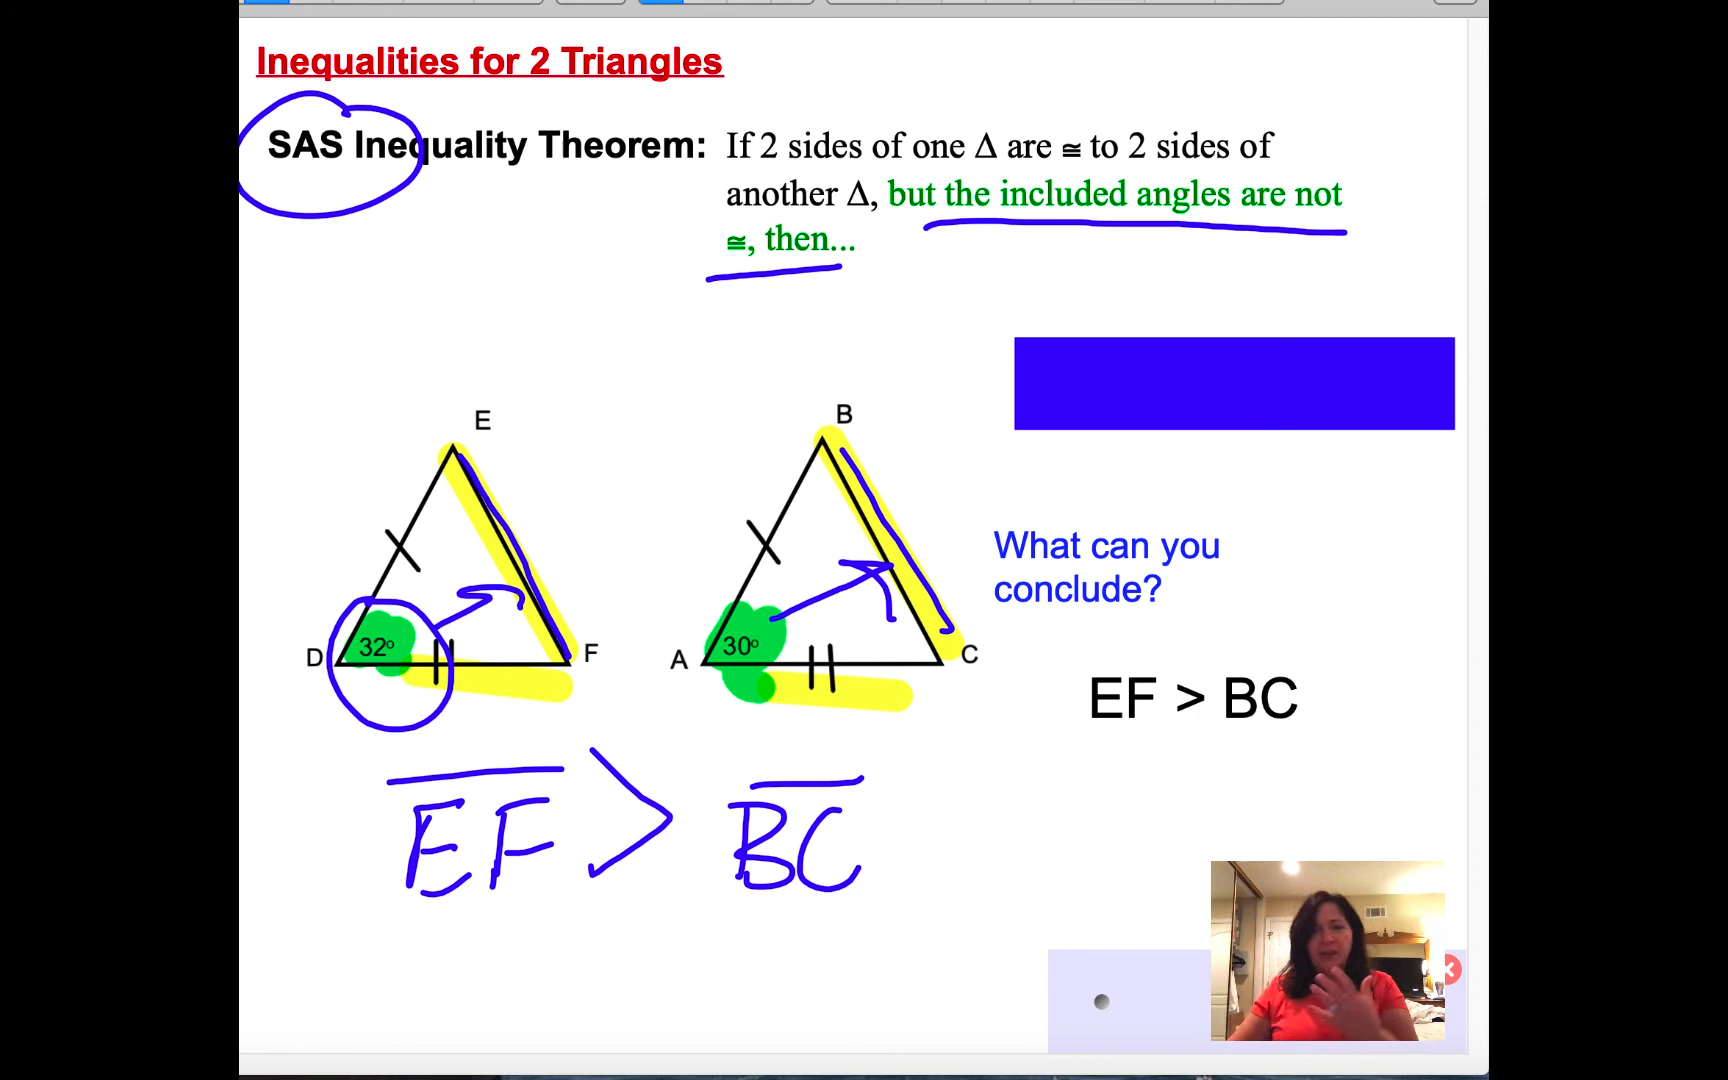 Inequalities for 2 Triangles
SAS Inequality Theorem: If 2 sides of one Δ are ≅ to 2 sides of
another Δ, but the included angles are not
≅, then...
E
B
What can you
conclude?
D 32° F A 30° C
EF > BC
EF > BC